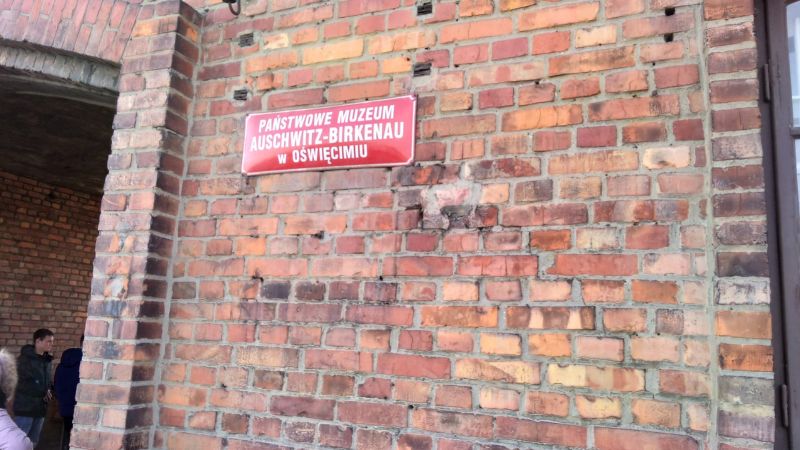 PAŃSTWOWE MUZEUM
AUSCHWITZ-BIRKENAU
w OŚWIĘCIMIU